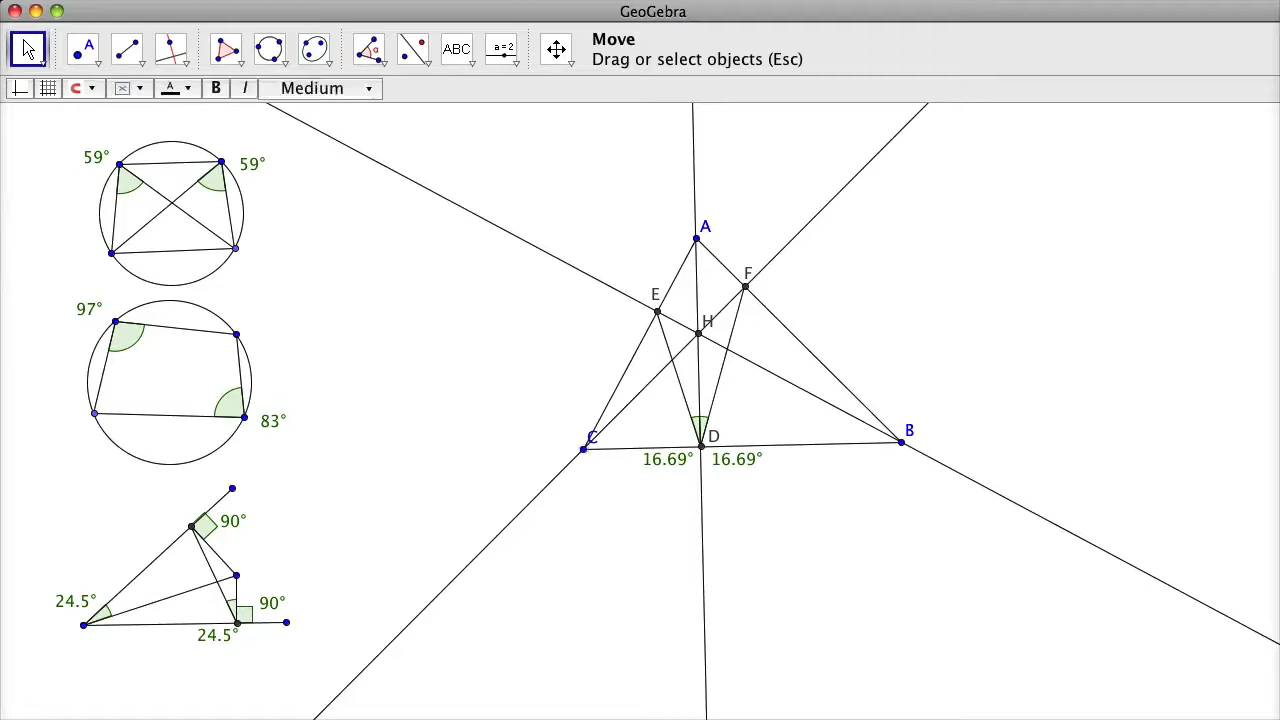 GeoGebra
A
ABC
a=2
Move
Drag or select objects (Esc)
A
B
I
Medium
59°
59°
97°
83°
90°
24.5°
90°
24.5°
A
F
E
H
C
D
B
16.69°
16.69°